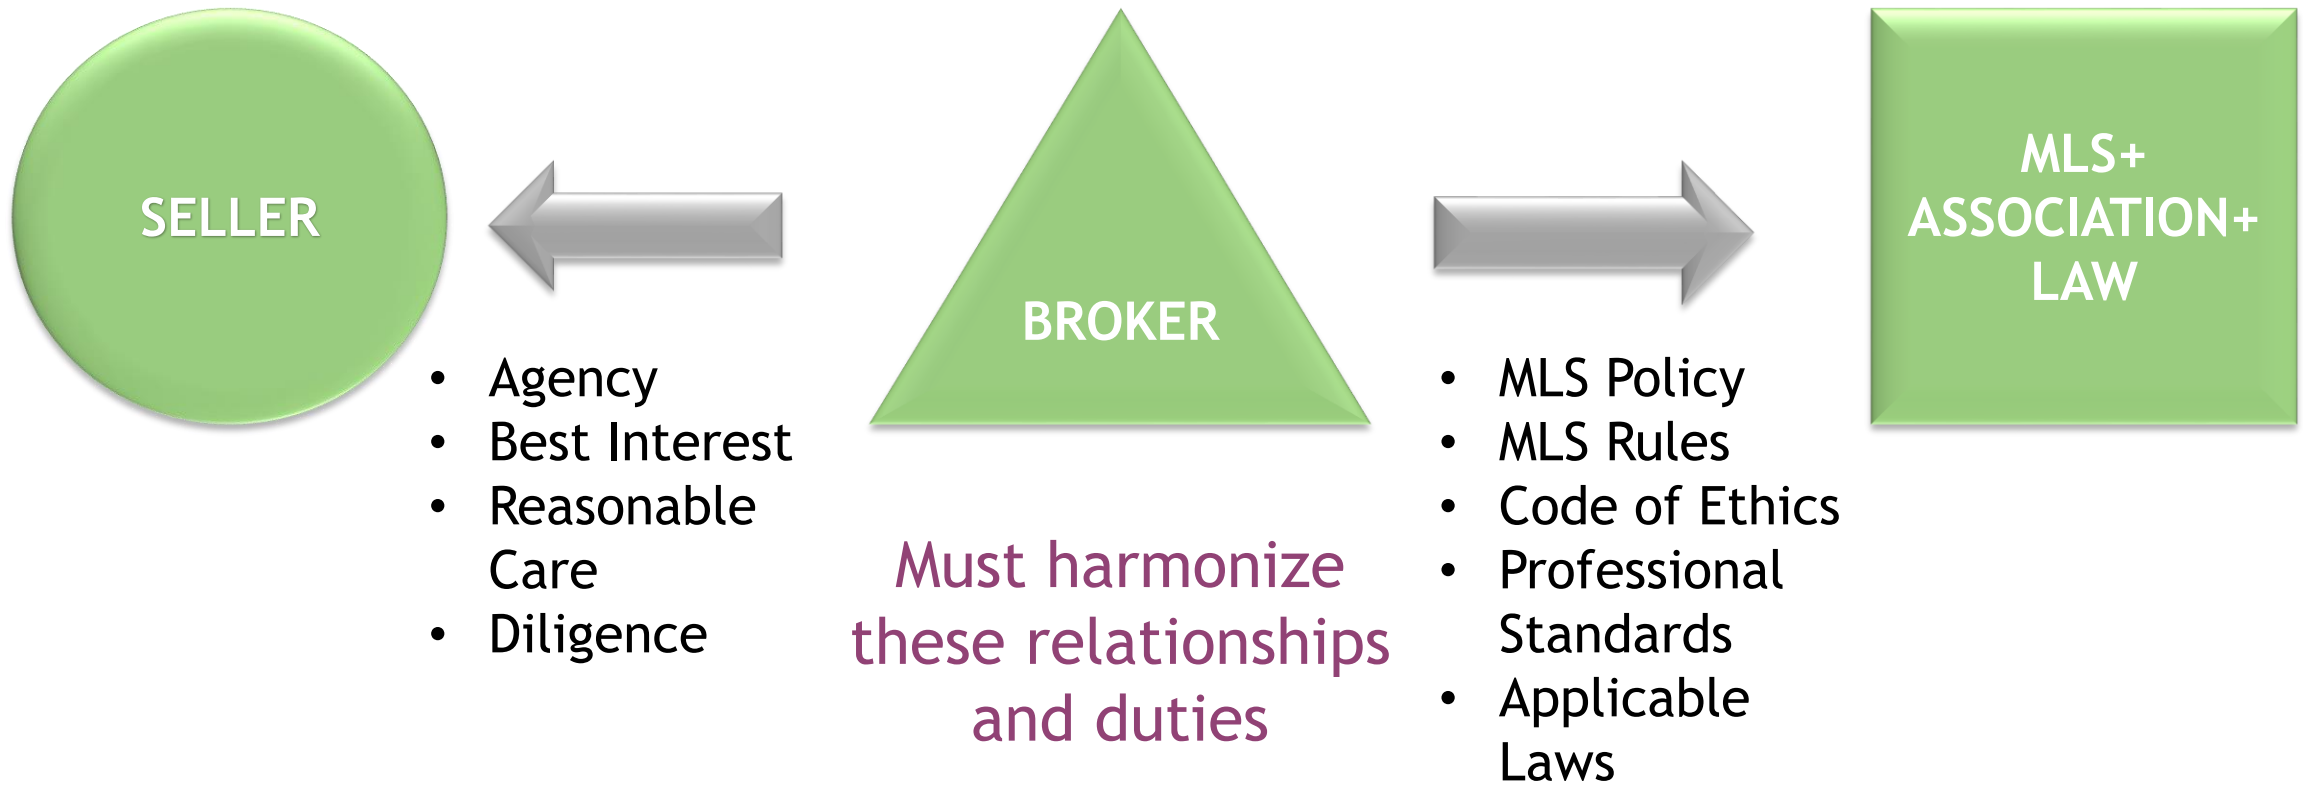 SELLER
• Agency
• Best Interest
• Reasonable
Care
• Diligence
BROKER
Must harmonize
these relationships
and duties
MLS+
ASSOCIATION+
LAW
• MLS Policy
• MLS Rules
• Code of Ethics
• Professional
Standards
• Applicable
Laws